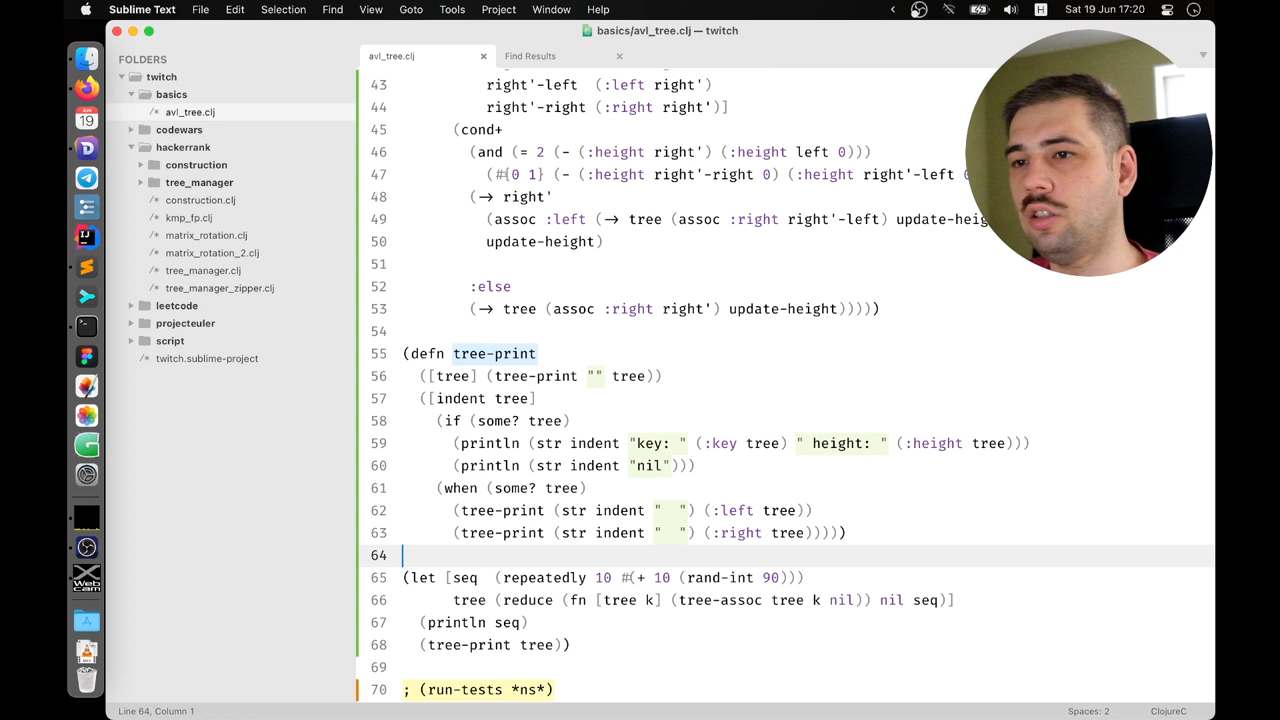 Sublime Text File Edit Selection Find View Goto Tools Project Window Help H Sat 19 Jun 17:20
basics/avl_tree.clj — twitch
FOLDERS
twitch
basics
/* avl_tree.clj
codewars
hackerrank
construction
tree_manager
/* construction.clj
/* kmp_fp.clj
/* matrix_rotation.clj
/* matrix_rotation_2.clj
/* tree_manager.clj
/* tree_manager_zipper.clj
leetcode
projecteuler
script
/* twitch.sublime-project
avl_tree.clj × Find Results ×
43 right'-left (:left right')
44 right'-right (:right right')]
45 (cond+
46 (and (= 2 (- (:height right') (:height left 0)))
47 (#{0 1} (- (:height right'-right 0) (:height right'-left 0
48 (→ right'
49 (assoc :left (→ tree (assoc :right right'-left) update-heig
50 update-height)
51
52 :else
53 (→ tree (assoc :right right') update-height)))))
54
55 (defn tree-print
56 ([tree] (tree-print "" tree))
57 ([indent tree]
58 (if (some? tree)
59 (println (str indent "key: " (:key tree) " height: " (:height tree)))
60 (println (str indent "nil")))
61 (when (some? tree)
62 (tree-print (str indent "  ") (:left tree))
63 (tree-print (str indent "  ") (:right tree)))))
64
65 (let [seq (repeatedly 10 #(+ 10 (rand-int 90)))
66 tree (reduce (fn [tree k] (tree-assoc tree k nil)) nil seq)]
67 (println seq)
68 (tree-print tree))
69
70 ; (run-tests *ns*)
Line 64, Column 1 Spaces: 2 ClojureC
JUN
19
IJ
Web
cam